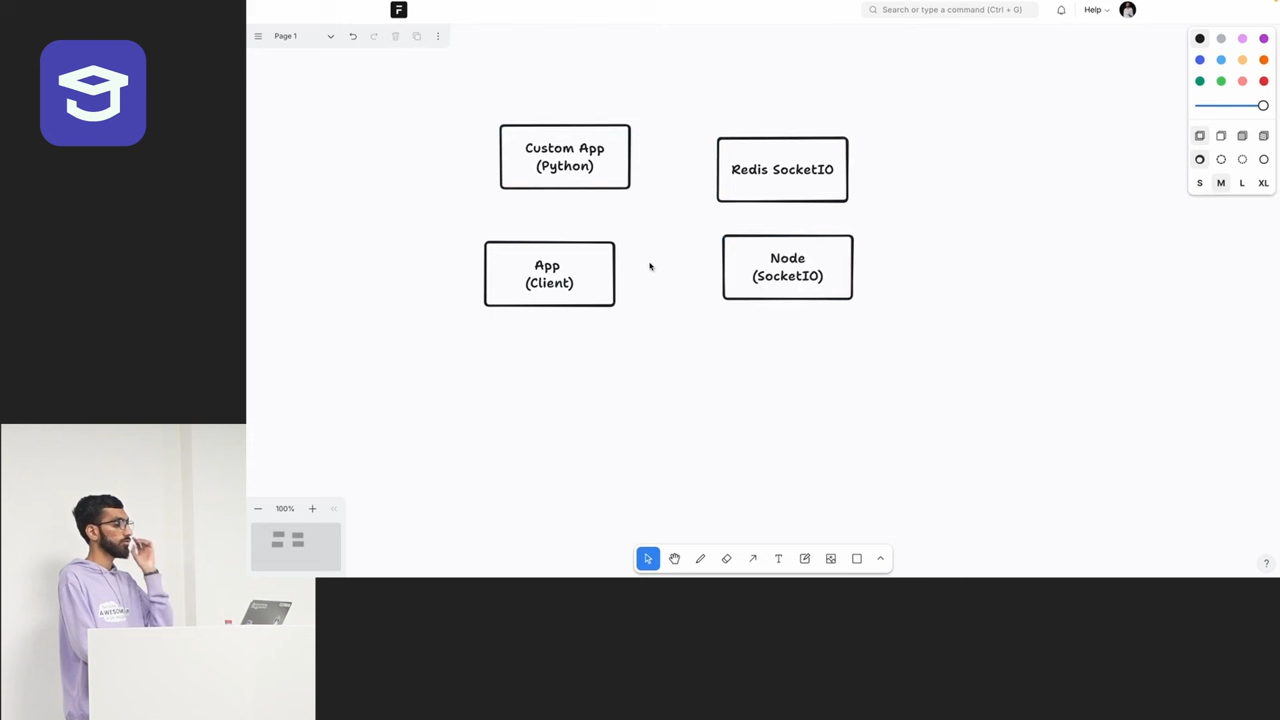 F
Search or type a command (Ctrl + G)
Help
Page 1
Custom App
(Python)
Redis SocketIO
App
(Client)
Node
(SocketIO)
S M L XL
100%
T
?
AWESOME